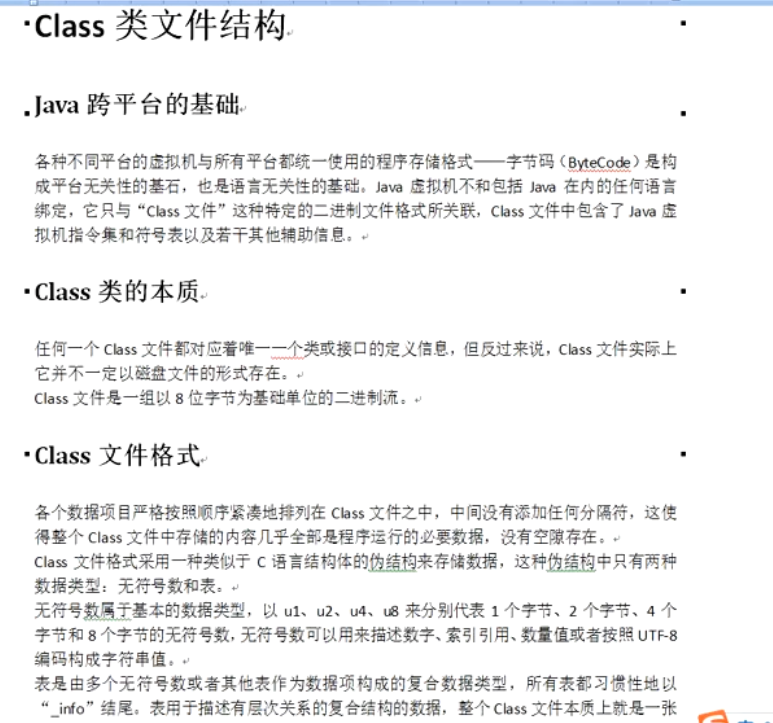 Class 类文件结构
Java 跨平台的基础
各种不同平台的虚拟机与所有平台都统一使用的程序存储格式——字节码（ByteCode）是构
成平台无关性的基石，也是语言无关性的基础。Java 虚拟机不和包括 Java 在内的任何语言
绑定，它只与“Class 文件”这种特定的二进制文件格式所关联，Class 文件中包含了 Java 虚
拟机指令集和符号表以及若干其他辅助信息。
Class 类的本质
任何一个 Class 文件都对应着唯一一个类或接口的定义信息，但反过来说，Class 文件实际上
它并不一定以磁盘文件的形式存在。
Class 文件是一组以 8 位字节为基础单位的二进制流。
Class 文件格式
各个数据项目严格按照顺序紧凑地排列在 Class 文件之中，中间没有添加任何分隔符，这使
得整个 Class 文件中存储的内容几乎全部是程序运行的必要数据，没有空隙存在。
Class 文件格式采用一种类似于 C 语言结构体的伪结构来存储数据，这种伪结构中只有两种
数据类型：无符号数和表。
无符号数属于基本的数据类型，以 u1、u2、u4、u8 来分别代表 1 个字节、2 个字节、4 个
字节和 8 个字节的无符号数，无符号数可以用来描述数字、索引引用、数量值或者按照 UTF-8
编码构成字符串值。
表是由多个无符号数或者其他表作为数据项构成的复合数据类型，所有表都习惯性地以
“_info”结尾。表用于描述有层次关系的复合结构的数据，整个 Class 文件本质上就是一张